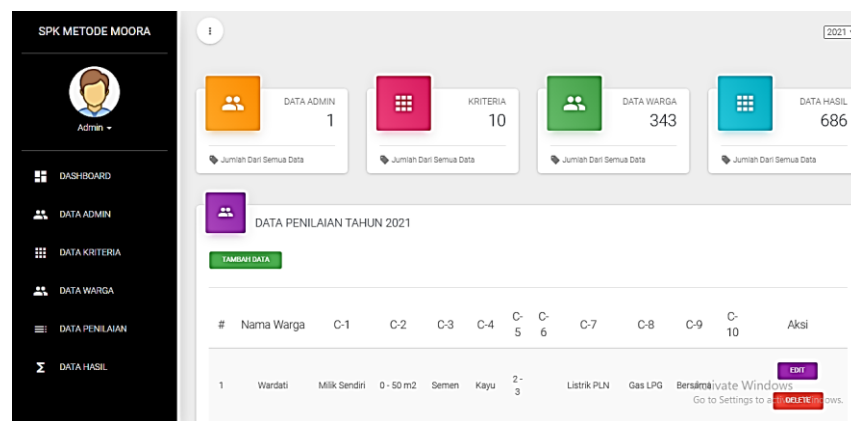 SPK METODE MOORA
Admin
DASHBOARD
DATA ADMIN
DATA KRITERIA
DATA WARGA
DATA PENILAIAN
DATA HASIL
2021
DATA ADMIN
1
Jumlah Dari Semua Data
KRITERIA
10
Jumlah Dari Semua Data
DATA WARGA
343
Jumlah Dari Semua Data
DATA HASIL
686
Jumlah Dari Semua Data
DATA PENILAIAN TAHUN 2021
TAMBAH DATA
# Nama Warga C-1 C-2 C-3 C-4 C-5 C-6 C-7 C-8 C-9 C-10 Aksi
1 Wardati Milik Sendiri 0 - 50 m2 Semen Kayu 2 - 3 Listrik PLN Gas LPG Bersama
EDIT
DELETE
Activate Windows
Go to Settings to activate Windows.